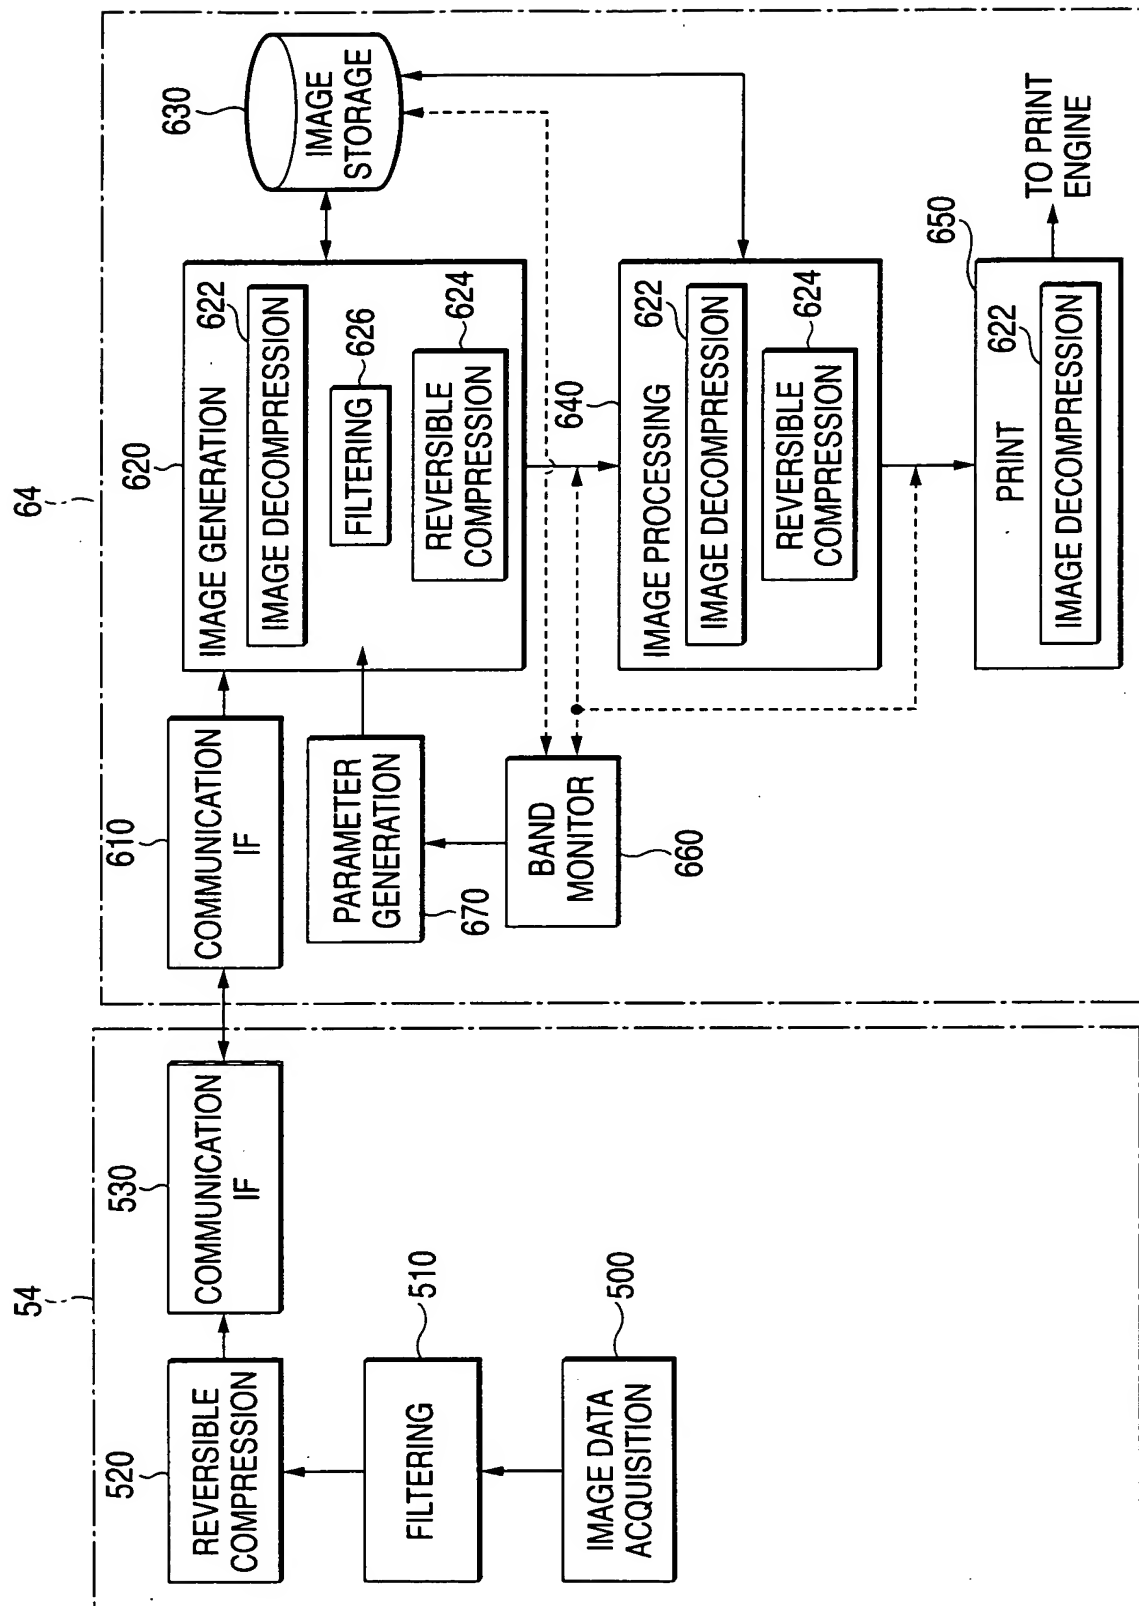 54
520
REVERSIBLE
COMPRESSION
530
COMMUNICATION
IF
510
FILTERING
500
IMAGE DATA
ACQUISITION
64
610
COMMUNICATION
IF
620
IMAGE GENERATION
622
IMAGE DECOMPRESSION
626
FILTERING
624
REVERSIBLE
COMPRESSION
630
IMAGE
STORAGE
PARAMETER
GENERATION
670
BAND
MONITOR
660
640
IMAGE PROCESSING
622
IMAGE DECOMPRESSION
624
REVERSIBLE
COMPRESSION
650
PRINT
622
IMAGE DECOMPRESSION
TO PRINT
ENGINE